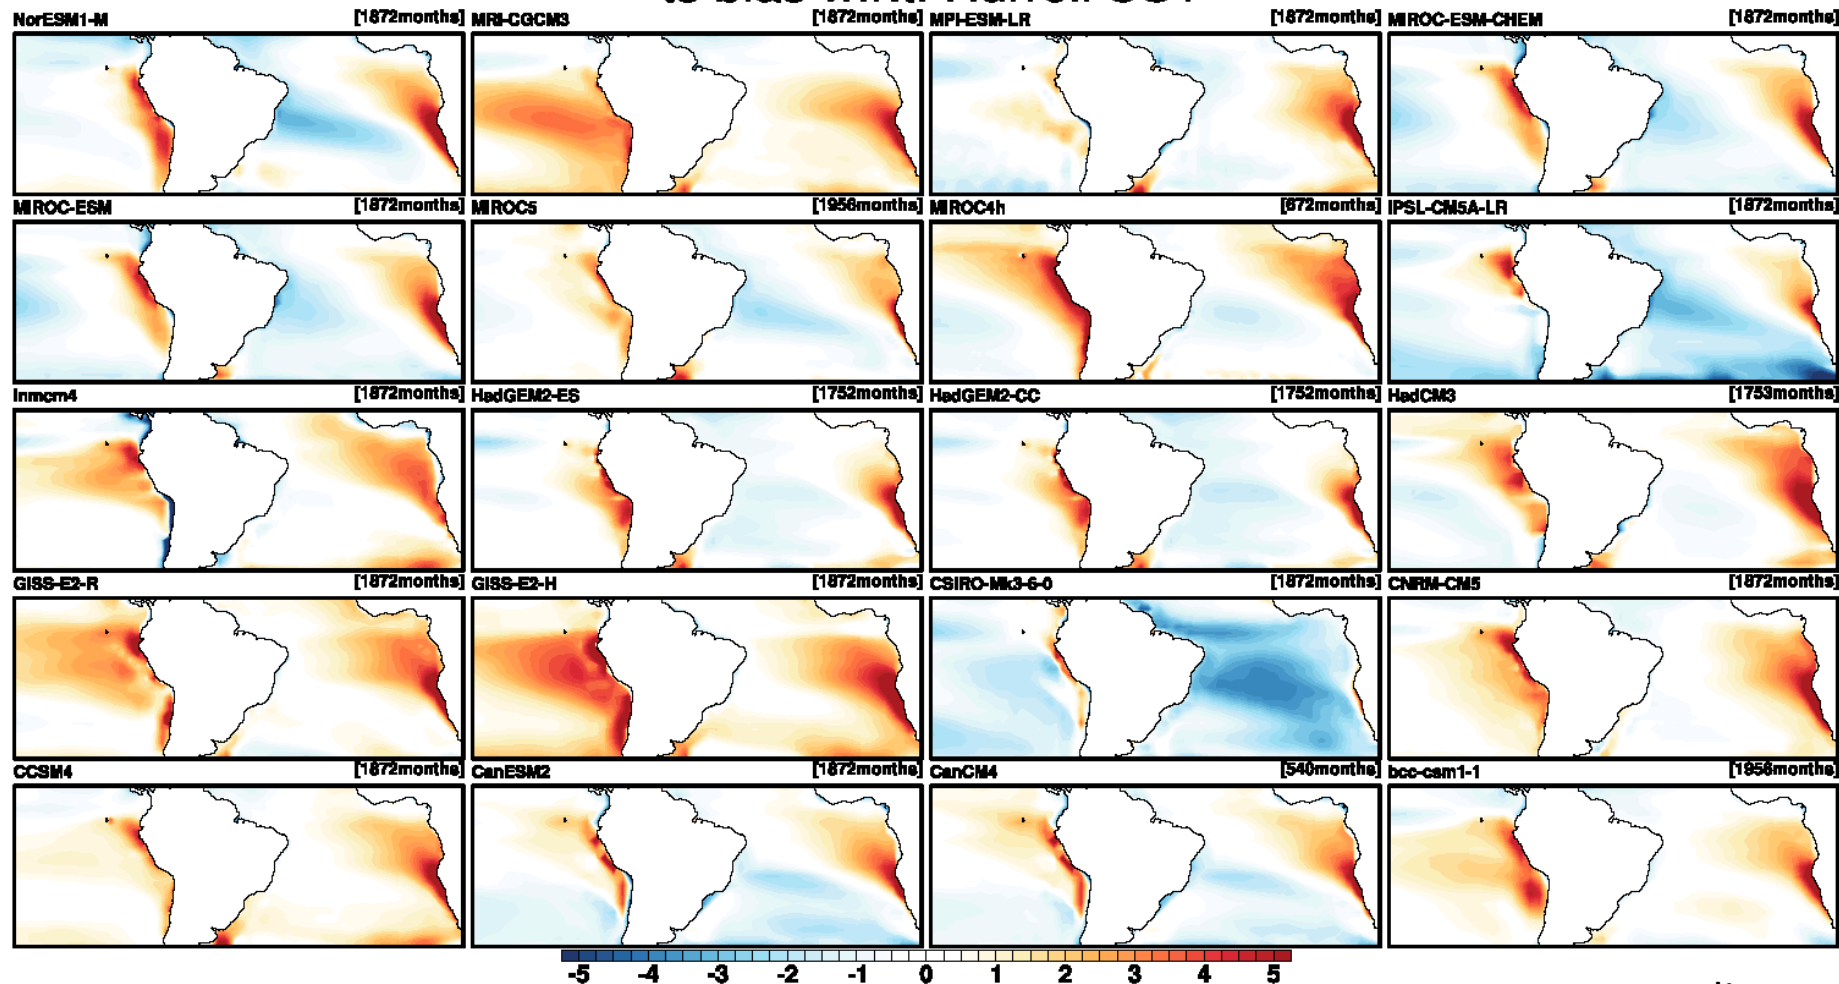 NorESM1-M [1872months] MRI-CGCM3 [1872months] MPI-ESM-LR [1872months] MIROC-ESM-CHEM [1872months]
MIROC-ESM [1872months] MIROC5 [1956months] MIROC4h [672months] IPSL-CM5A-LR [1872months]
inmcm4 [1872months] HadGEM2-ES [1752months] HadGEM2-CC [1752months] HadCM3 [1753months]
GISS-E2-R [1872months] GISS-E2-H [1872months] CSIRO-Mk3-6-0 [1872months] CNRM-CM5 [1872months]
CCSM4 [1872months] CanESM2 [1872months] CanCM4 [540months] bcc-csm1-1 [1956months]
-5 -4 -3 -2 -1 0 1 2 3 4 5